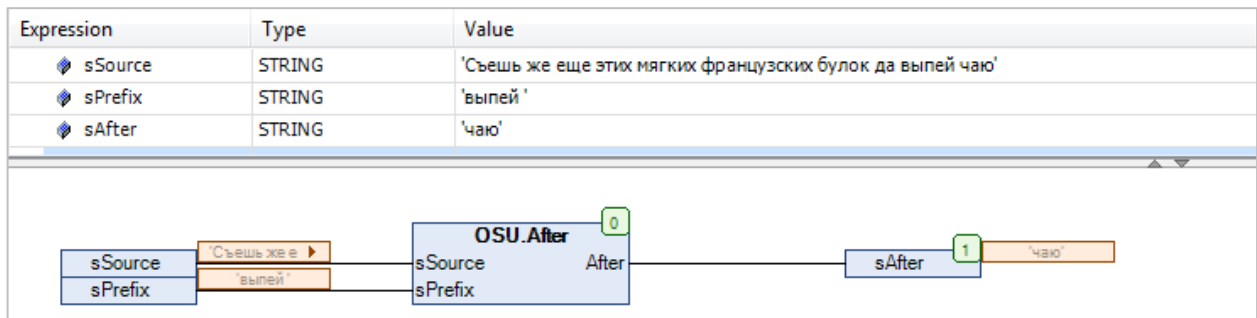 Expression Type Value
sSource STRING 'Съешь же еще этих мягких французских булок да выпей чаю'
sPrefix STRING 'выпей '
sAfter STRING 'чаю'
0
OSU.After
'Съешь же е
sSource sSource After sAfter 1 'чаю'
'выпей '
sPrefix sPrefix